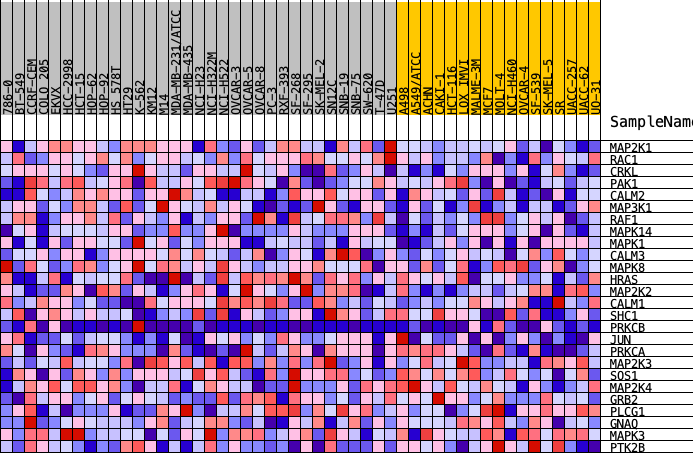 786-0
BT-549
CCRF-CEM
COLO 205
EKVX
HCC-2998
HCT-15
HOP-62
HOP-92
HS 578T
HT29
K-562
KM12
M14
MDA-MB-231/ATCC
MDA-MB-435
NCI-H23
NCI-H322M
NCI-H522
OVCAR-3
OVCAR-5
OVCAR-8
PC-3
RXF-393
SF-268
SF-295
SK-MEL-2
SN12C
SNB-19
SNB-75
SW-620
T-47D
U251
A498
A549/ATCC
ACHN
CAKI-1
HCT-116
LOX IMVI
MALME-3M
MCF7
MOLT-4
NCI-H460
OVCAR-4
SF-539
SK-MEL-5
SR
UACC-257
UACC-62
UO-31
SampleName
MAP2K1
RAC1
CRKL
PAK1
CALM2
MAP3K1
RAF1
MAPK14
MAPK1
CALM3
MAPK8
HRAS
MAP2K2
CALM1
SHC1
PRKCB
JUN
PRKCA
MAP2K3
SOS1
MAP2K4
GRB2
PLCG1
GNAQ
MAPK3
PTK2B